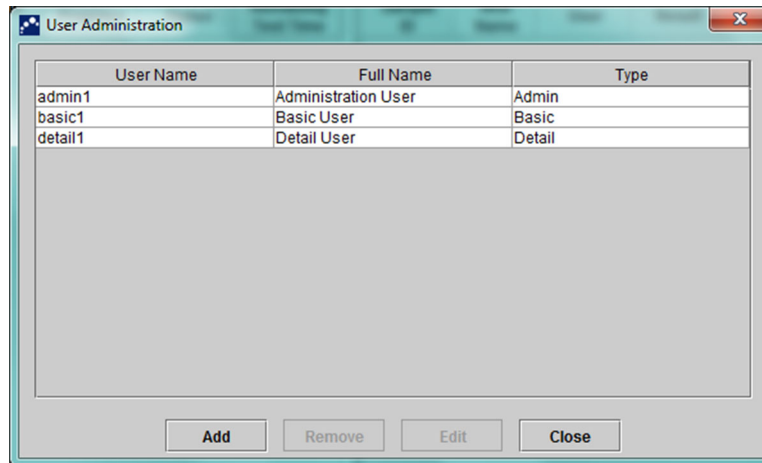 User Administration
User Name Full Name Type
admin1 Administration User Admin
basic1 Basic User Basic
detail1 Detail User Detail
Add Remove Edit Close